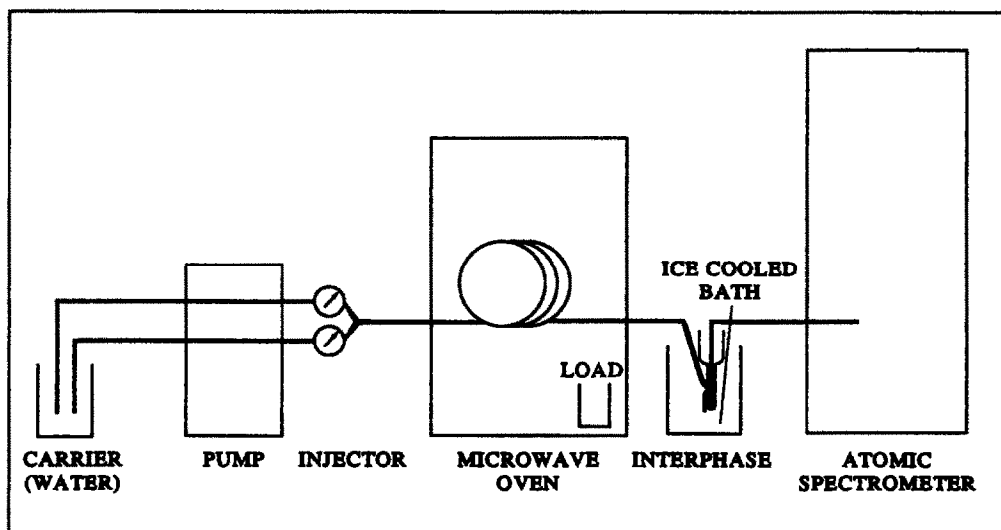 ICE COOLED
BATH
LOAD
CARRIER
(WATER)
PUMP
INJECTOR
MICROWAVE
OVEN
INTERPHASE
ATOMIC
SPECTROMETER